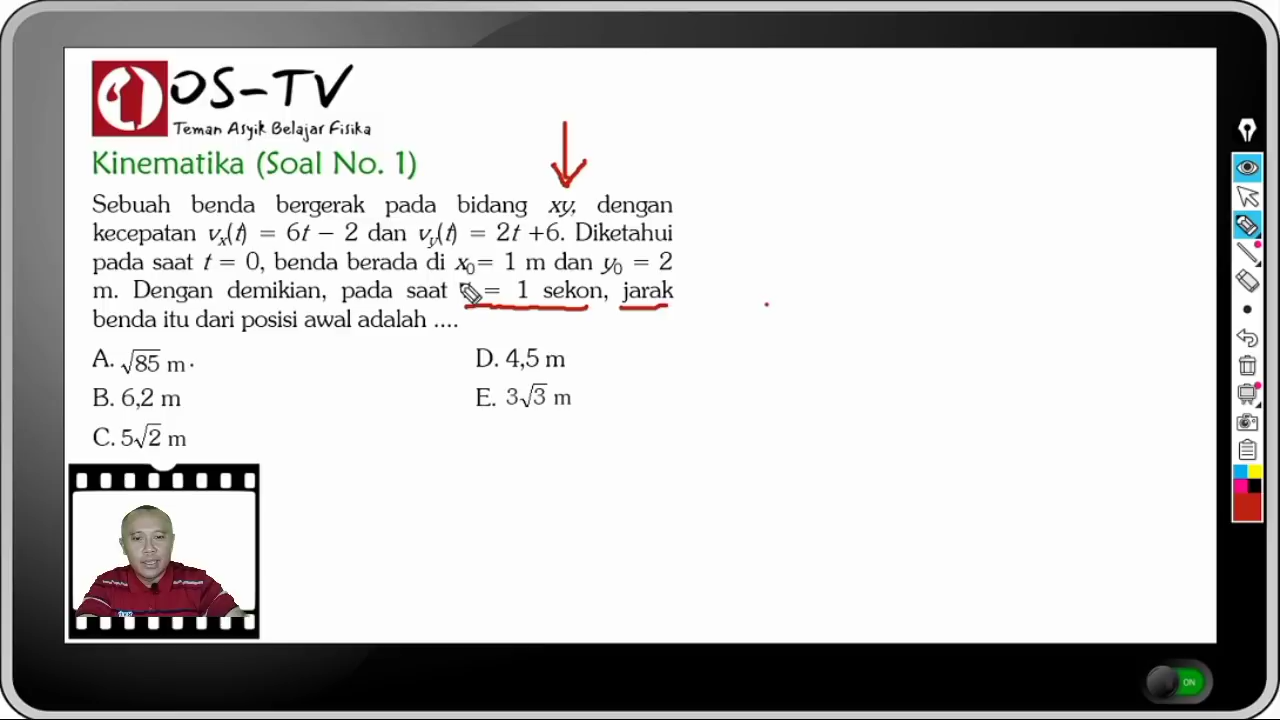 OS-TV
Teman Asyik Belajar Fisika
Kinematika (Soal No. 1)
Sebuah benda bergerak pada bidang xy, dengan
kecepatan vₓ(t) = 6t − 2 dan v_y(t) = 2t +6. Diketahui
pada saat t = 0, benda berada di x₀= 1 m dan y₀ = 2
m. Dengan demikian, pada saat = 1 sekon, jarak
benda itu dari posisi awal adalah ....
A. √85 m .
B. 6,2 m
C. 5√2 m
D. 4,5 m
E. 3√3 m
ON